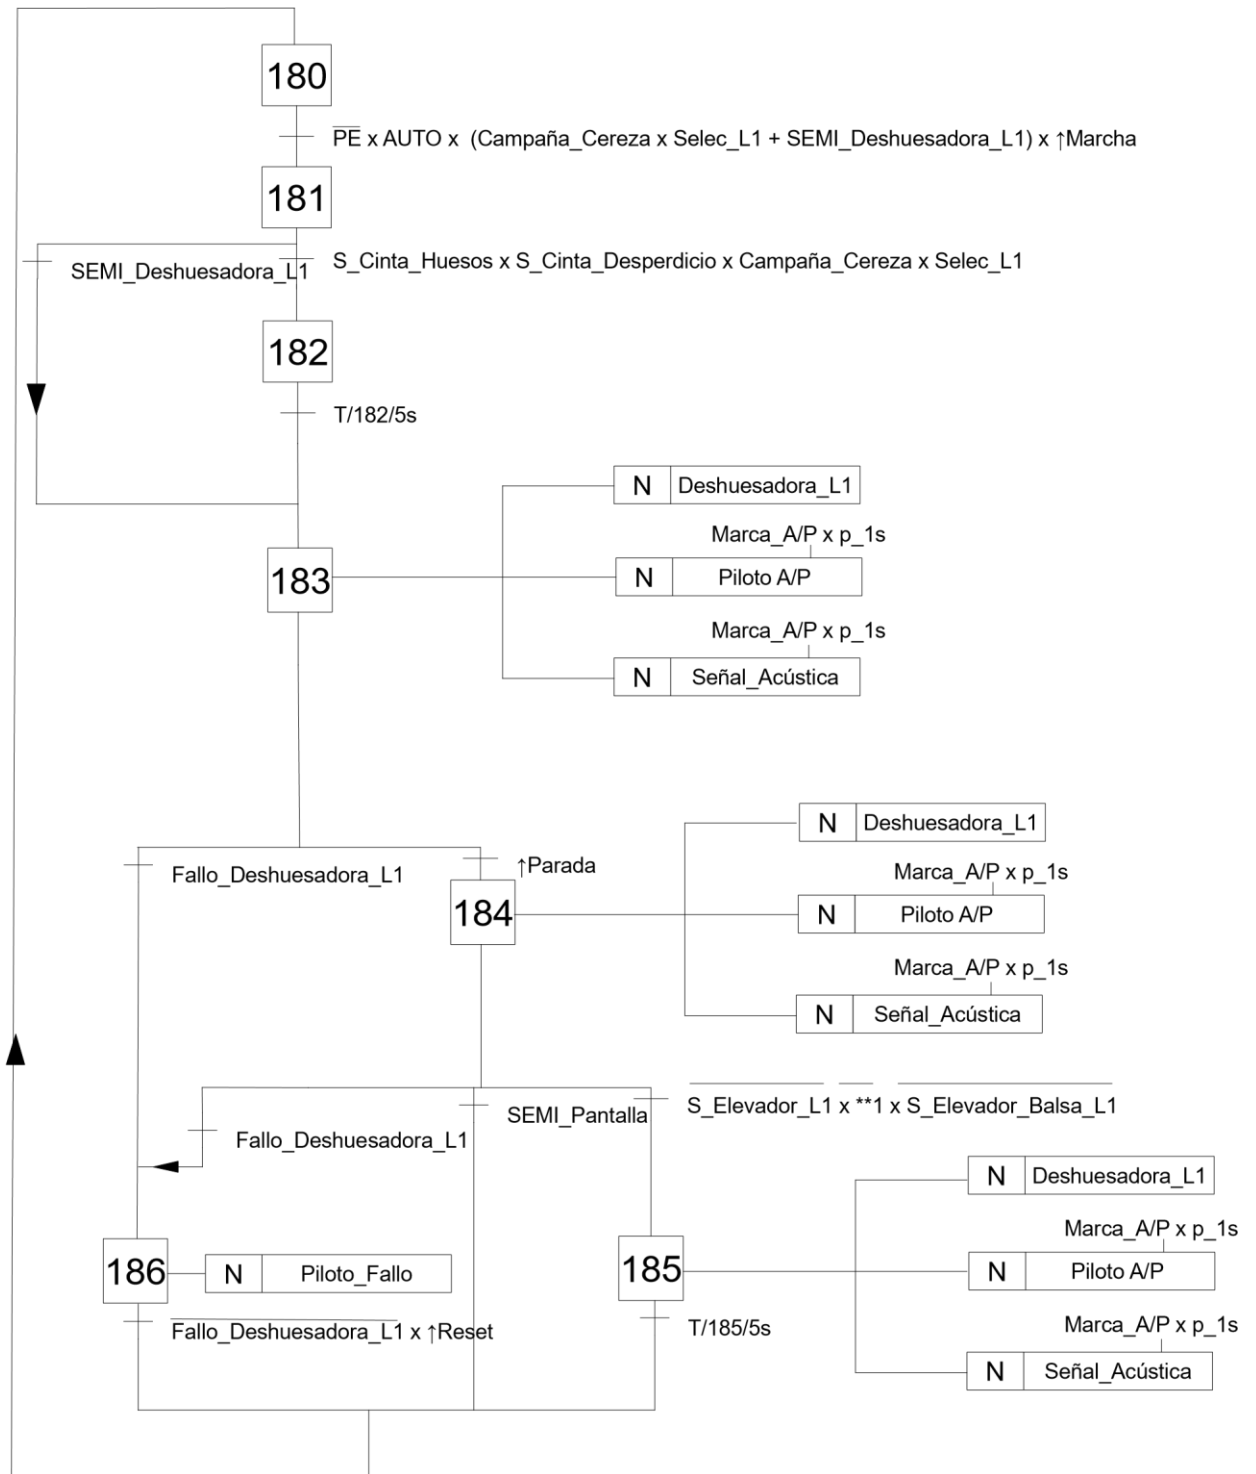 180
PE x AUTO x (Campaña_Cereza x Selec_L1 + SEMI_Deshuesadora_L1) x ↑Marcha
181
SEMI_Deshuesadora_L1
S_Cinta_Huesos x S_Cinta_Desperdicio x Campaña_Cereza x Selec_L1
182
T/182/5s
N Deshuesadora_L1
Marca_A/P x p_1s
183
N Piloto A/P
Marca_A/P x p_1s
N Señal_Acústica
N Deshuesadora_L1
Fallo_Deshuesadora_L1
↑Parada
Marca_A/P x p_1s
184
N Piloto A/P
Marca_A/P x p_1s
N Señal_Acústica
S_Elevador_L1 x **1 x S_Elevador_Balsa_L1
SEMI_Pantalla
Fallo_Deshuesadora_L1
N Deshuesadora_L1
Marca_A/P x p_1s
186
N Piloto_Fallo
185
N Piloto A/P
Fallo_Deshuesadora_L1 x ↑Reset
T/185/5s
Marca_A/P x p_1s
N Señal_Acústica